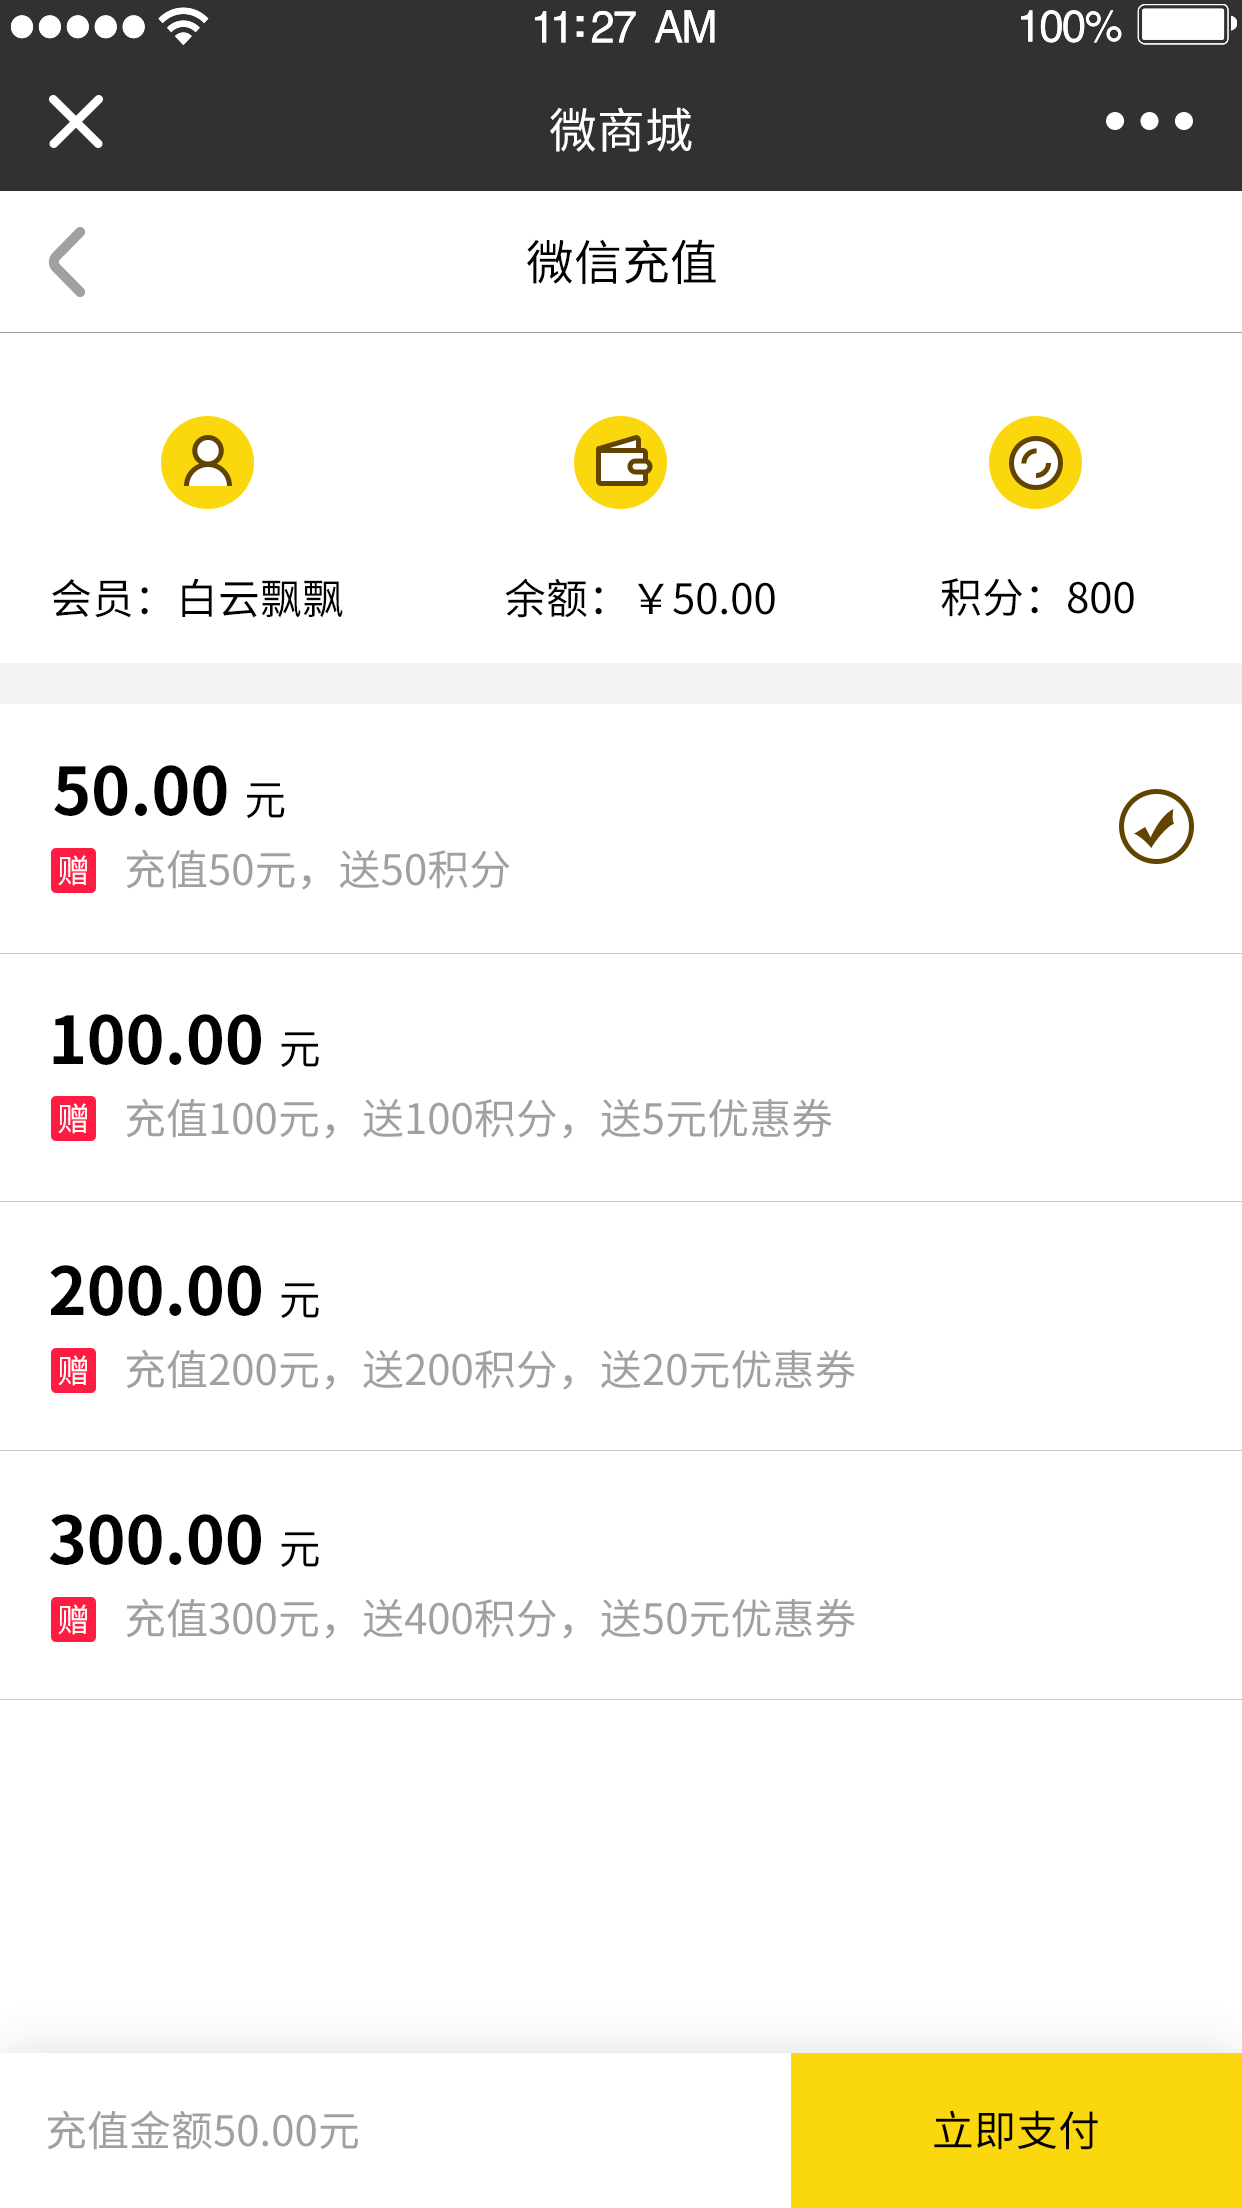 11:27 AM 100%
微商城
微信充值
会员：白云飘飘 余额：￥50.00 积分：800
50.00 元
赠 充值50元，送50积分
100.00 元
赠 充值100元，送100积分，送5元优惠券
200.00 元
赠 充值200元，送200积分，送20元优惠券
300.00 元
赠 充值300元，送400积分，送50元优惠券
充值金额50.00元 立即支付